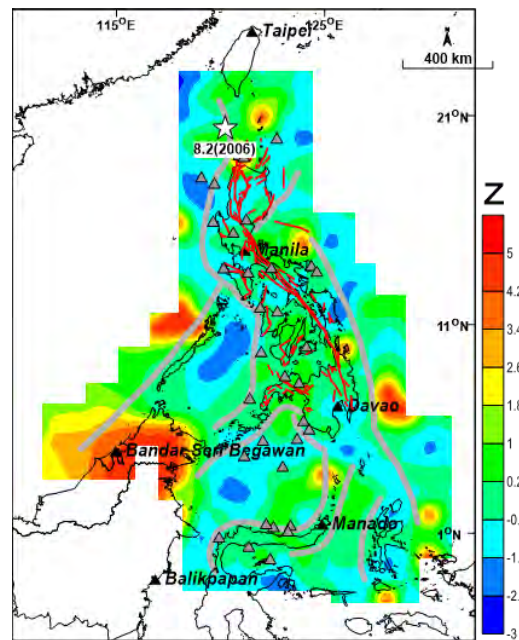 115°E 125°E
Taipei
400 km
21°N
8.2(2006)
Z
5
Manila
4.2
3.4
2.6
11°N
1.8
1
Davao
0.2
Bandar Seri Begawan
-0.
Manado
-1.
1°N
-2.
Balikpapan
-3.